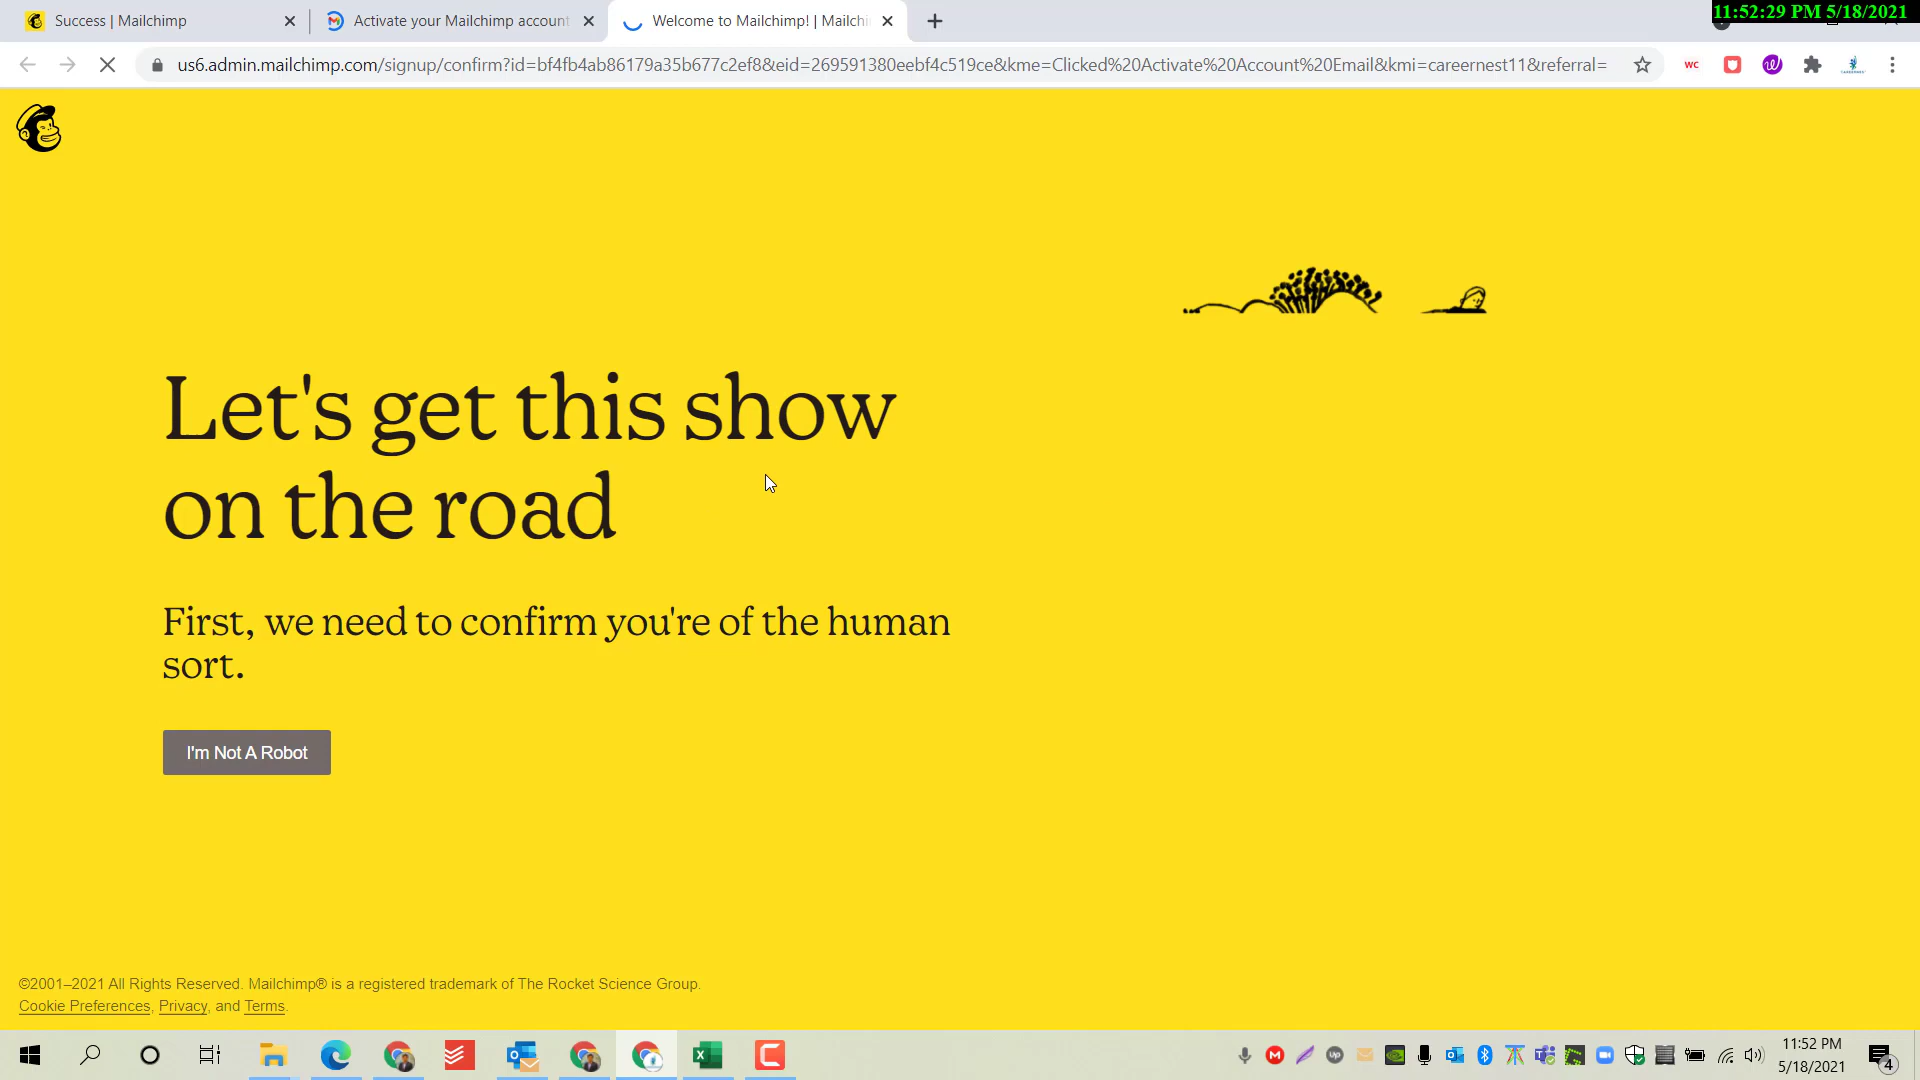 11:52:29 PM 5/18/2021
Success | Mailchimp
Activate your Mailchimp account
Welcome to Mailchimp! | Mailchi
us6.admin.mailchimp.com/signup/confirm?id=bf4fb4ab86179a35b677c2ef8&eid=269591380eebf4c519ce&kme=Clicked%20Activate%20Account%20Email&kmi=careernest11&referral=
WC
Let's get this show
on the road
First, we need to confirm you're of the human
sort.
I'm Not A Robot
©2001–2021 All Rights Reserved. Mailchimp® is a registered trademark of The Rocket Science Group.
Cookie Preferences, Privacy, and Terms.
Up
11:52 PM
5/18/2021
4